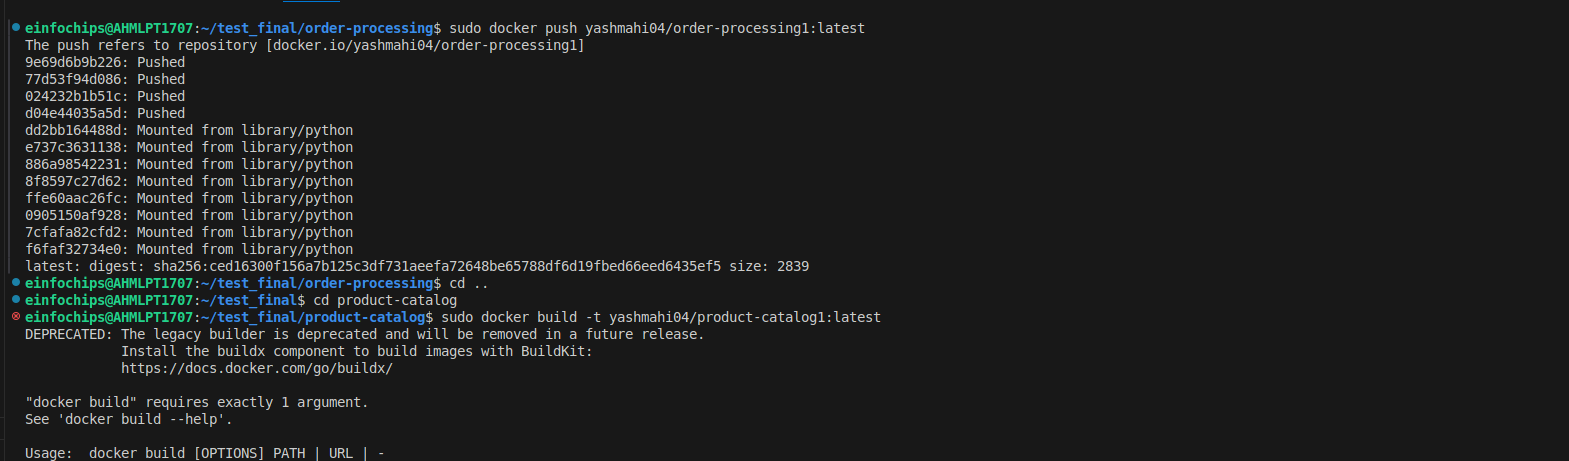 einfochips@AHMLPT1707:~/test_final/order-processing$ sudo docker push yashmahi04/order-processing1:latest
The push refers to repository [docker.io/yashmahi04/order-processing1]
9e69d6b9b226: Pushed
77d53f94d086: Pushed
024232b1b51c: Pushed
d04e44035a5d: Pushed
dd2bb164488d: Mounted from library/python
e737c3631138: Mounted from library/python
886a98542231: Mounted from library/python
8f8597c27d62: Mounted from library/python
ffe60aac26fc: Mounted from library/python
0905150af928: Mounted from library/python
7cfafa82cfd2: Mounted from library/python
f6faf32734e0: Mounted from library/python
latest: digest: sha256:ced16300f156a7b125c3df731aeefa72648be65788df6d19fbed66eed6435ef5 size: 2839
einfochips@AHMLPT1707:~/test_final/order-processing$ cd ..
einfochips@AHMLPT1707:~/test_final$ cd product-catalog
einfochips@AHMLPT1707:~/test_final/product-catalog$ sudo docker build -t yashmahi04/product-catalog1:latest
DEPRECATED: The legacy builder is deprecated and will be removed in a future release.
            Install the buildx component to build images with BuildKit:
            https://docs.docker.com/go/buildx/

"docker build" requires exactly 1 argument.
See 'docker build --help'.

Usage:  docker build [OPTIONS] PATH | URL | -